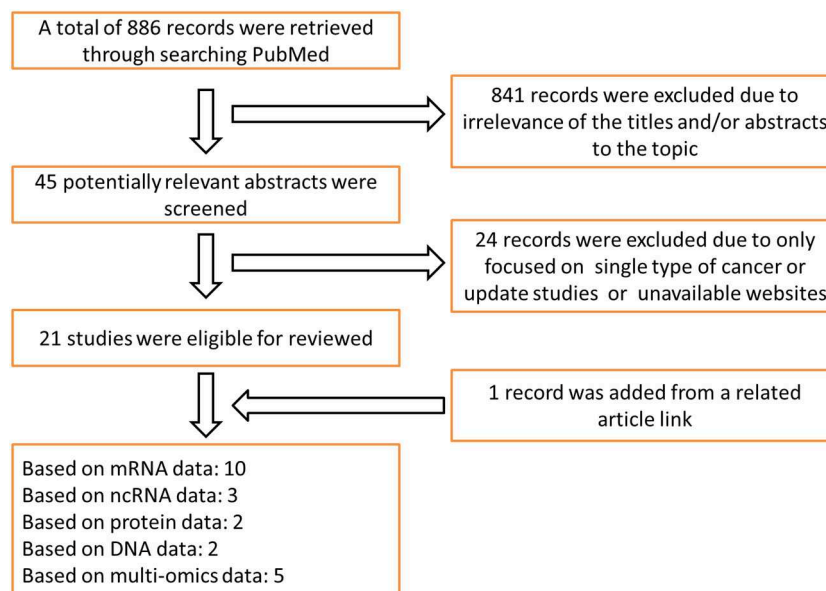 A total of 886 records were retrieved
through searching PubMed
841 records were excluded due to
irrelevance of the titles and/or abstracts
to the topic
45 potentially relevant abstracts were
screened
24 records were excluded due to only
focused on single type of cancer or
update studies or unavailable websites
21 studies were eligible for reviewed
1 record was added from a related
article link
Based on mRNA data: 10
Based on ncRNA data: 3
Based on protein data: 2
Based on DNA data: 2
Based on multi-omics data: 5